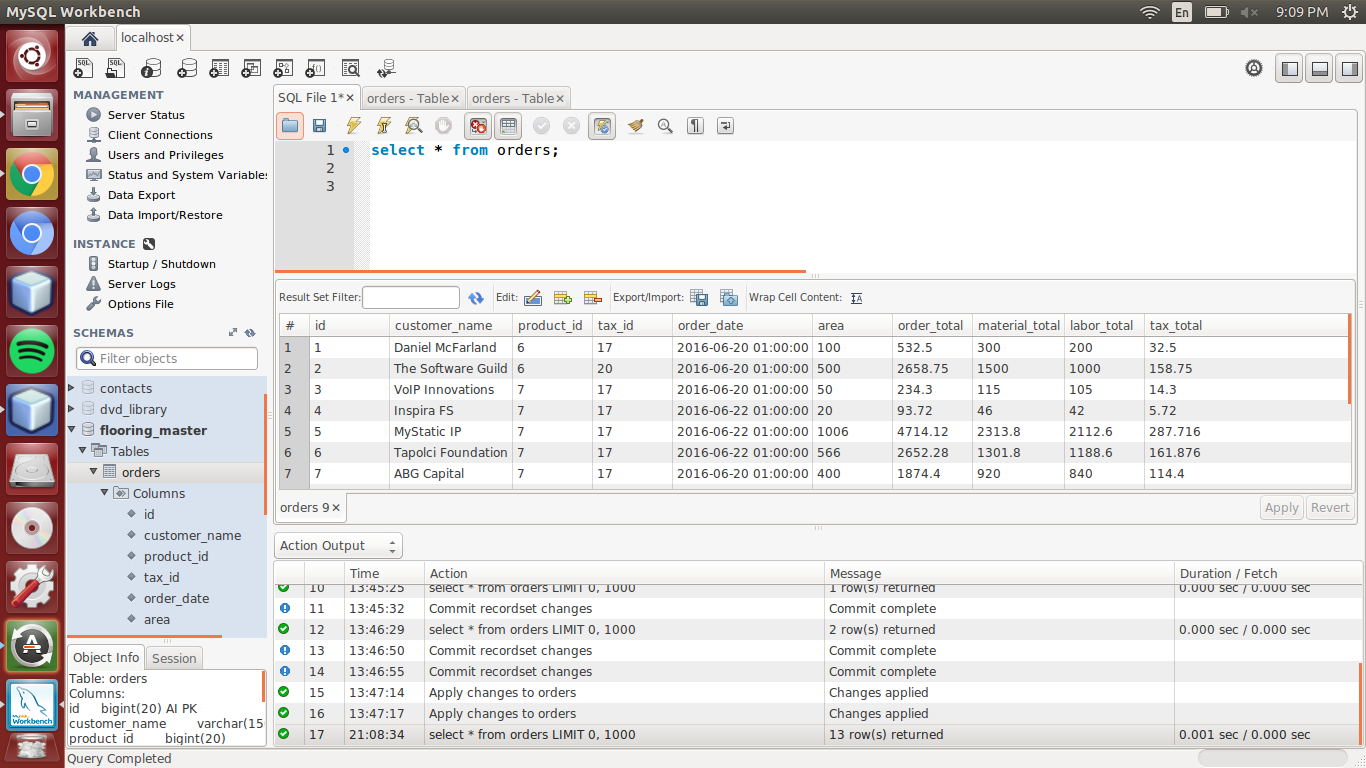 MySQL Workbench
En
9:09 PM
localhost
MANAGEMENT
Server Status
Client Connections
Users and Privileges
Status and System Variables
Data Export
Data Import/Restore
INSTANCE
Startup / Shutdown
Server Logs
Options File
SCHEMAS
Filter objects
contacts
dvd_library
flooring_master
Tables
orders
Columns
id
customer_name
product_id
tax_id
order_date
area
Object Info Session
Table: orders
Columns:
id bigint(20) AI PK
customer_name varchar(15
product_id bigint(20)
Query Completed
SQL File 1* orders - Table orders - Table
1 select * from orders;
2
3
Result Set Filter: Edit: Export/Import: Wrap Cell Content:
# id customer_name product_id tax_id order_date area order_total material_total labor_total tax_total
1 1 Daniel McFarland 6 17 2016-06-20 01:00:00 100 532.5 300 200 32.5
2 2 The Software Guild 6 20 2016-06-20 01:00:00 500 2658.75 1500 1000 158.75
3 3 VoIP Innovations 7 17 2016-06-20 01:00:00 50 234.3 115 105 14.3
4 4 Inspira FS 7 17 2016-06-22 01:00:00 20 93.72 46 42 5.72
5 5 MyStatic IP 7 17 2016-06-22 01:00:00 1006 4714.12 2313.8 2112.6 287.716
6 6 Tapolci Foundation 7 17 2016-06-22 01:00:00 566 2652.28 1301.8 1188.6 161.876
7 7 ABG Capital 7 17 2016-06-20 01:00:00 400 1874.4 920 840 114.4
orders 9
Apply Revert
Action Output
Time Action Message Duration / Fetch
10 13:45:25 select * from orders LIMIT 0, 1000 1 row(s) returned 0.000 sec / 0.000 sec
11 13:45:32 Commit recordset changes Commit complete
12 13:46:29 select * from orders LIMIT 0, 1000 2 row(s) returned 0.000 sec / 0.000 sec
13 13:46:50 Commit recordset changes Commit complete
14 13:46:55 Commit recordset changes Commit complete
15 13:47:14 Apply changes to orders Changes applied
16 13:47:17 Apply changes to orders Changes applied
17 21:08:34 select * from orders LIMIT 0, 1000 13 row(s) returned 0.001 sec / 0.000 sec
Workbench